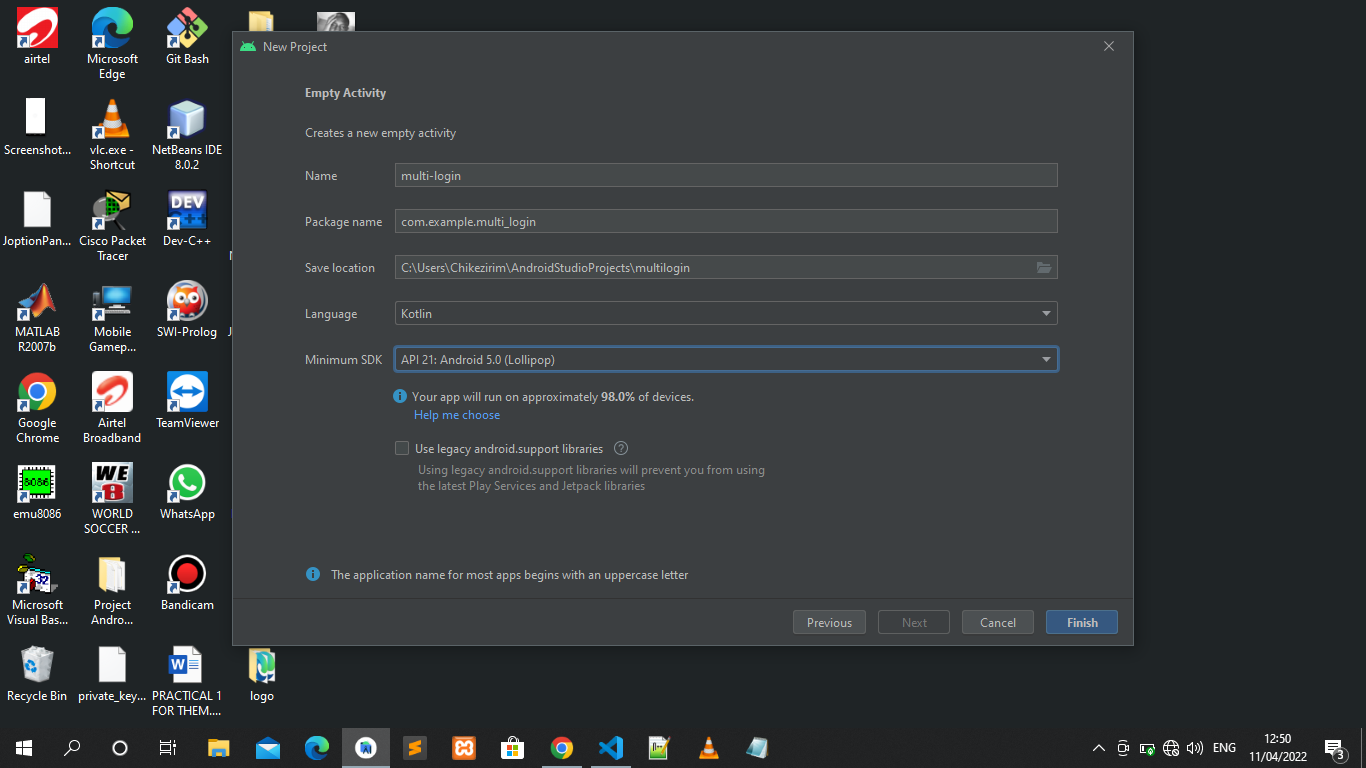 airtel
Microsoft
Edge
Git Bash
Screenshot...
vlc.exe -
Shortcut
NetBeans IDE
8.0.2
JoptionPan...
Cisco Packet
Tracer
DEV
C++
Dev-C++
MATLAB
R2007b
Mobile
Gamep...
SWI-Prolog
Google
Chrome
Airtel
Broadband
TeamViewer
8086
emu8086
WE
8
WORLD
SOCCER ...
WhatsApp
32
Microsoft
Visual Bas...
Project
Andro...
Bandicam
Recycle Bin
private_key...
PRACTICAL 1
FOR THEM....
logo
New Project
Empty Activity
Creates a new empty activity
Name
multi-login
Package name
com.example.multi_login
Save location
C:\Users\Chikezirim\AndroidStudioProjects\multilogin
Language
Kotlin
Minimum SDK
API 21: Android 5.0 (Lollipop)
Your app will run on approximately 98.0% of devices.
Help me choose
Use legacy android.support libraries
Using legacy android.support libraries will prevent you from using
the latest Play Services and Jetpack libraries
The application name for most apps begins with an uppercase letter
Previous
Next
Cancel
Finish
ENG
12:50
11/04/2022
3